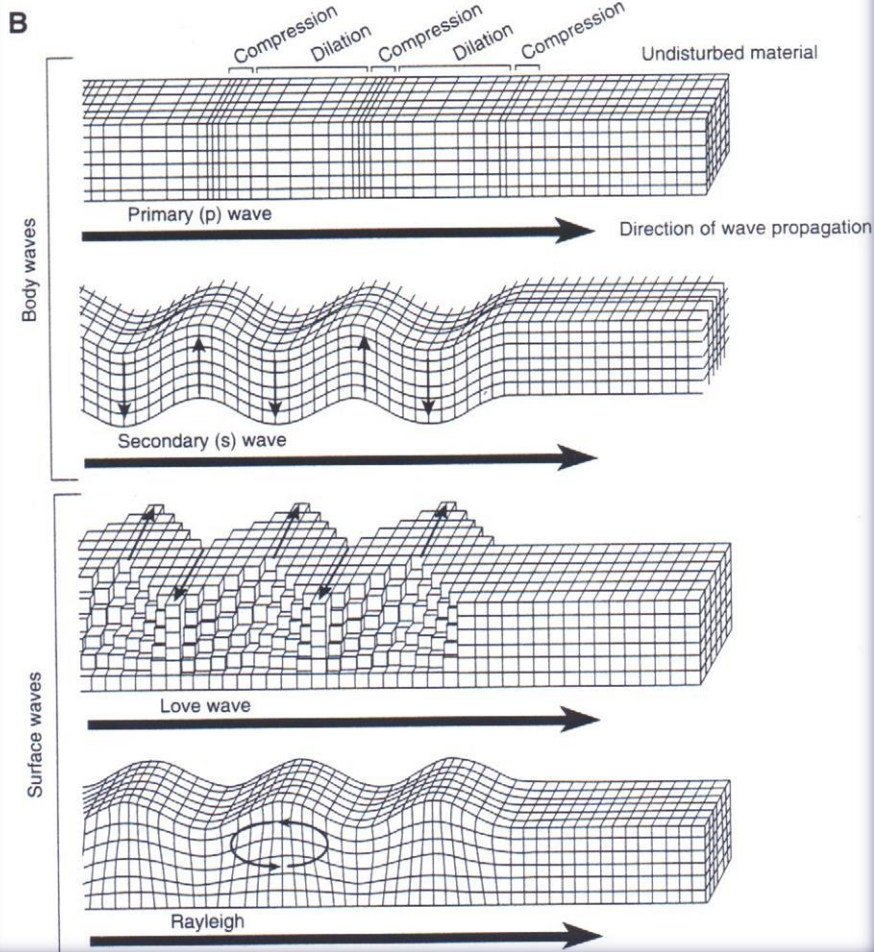 B
Compression
Dilation
Compression
Dilation
Compression
Undisturbed material
Body waves
Primary (p) wave
Direction of wave propagation
Secondary (s) wave
Surface waves
Love wave
Rayleigh